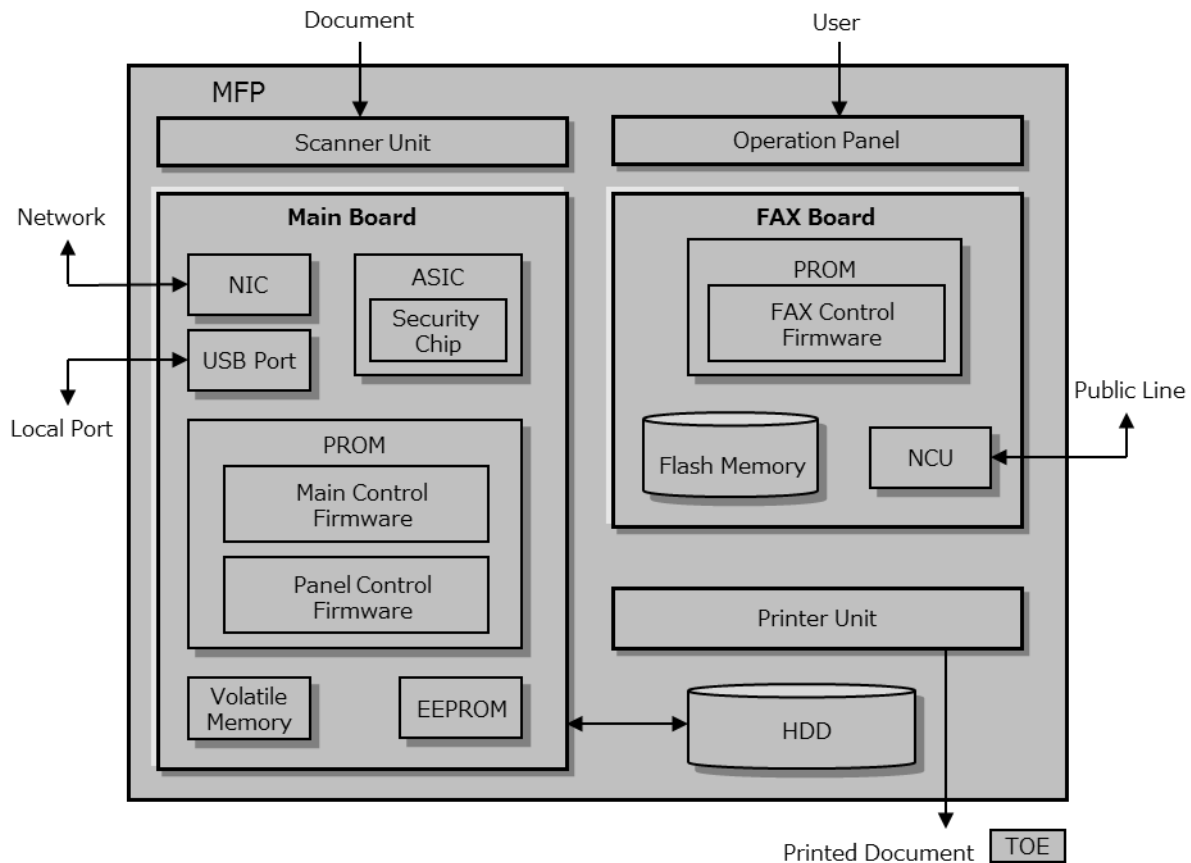 Document
User
MFP
Scanner Unit
Operation Panel
Network
Main Board
NIC
ASIC
Security
Chip
USB Port
Local Port
PROM
Main Control
Firmware
Panel Control
Firmware
Volatile
Memory
EEPROM
FAX Board
PROM
FAX Control
Firmware
Flash Memory
NCU
Public Line
Printer Unit
HDD
Printed Document
TOE